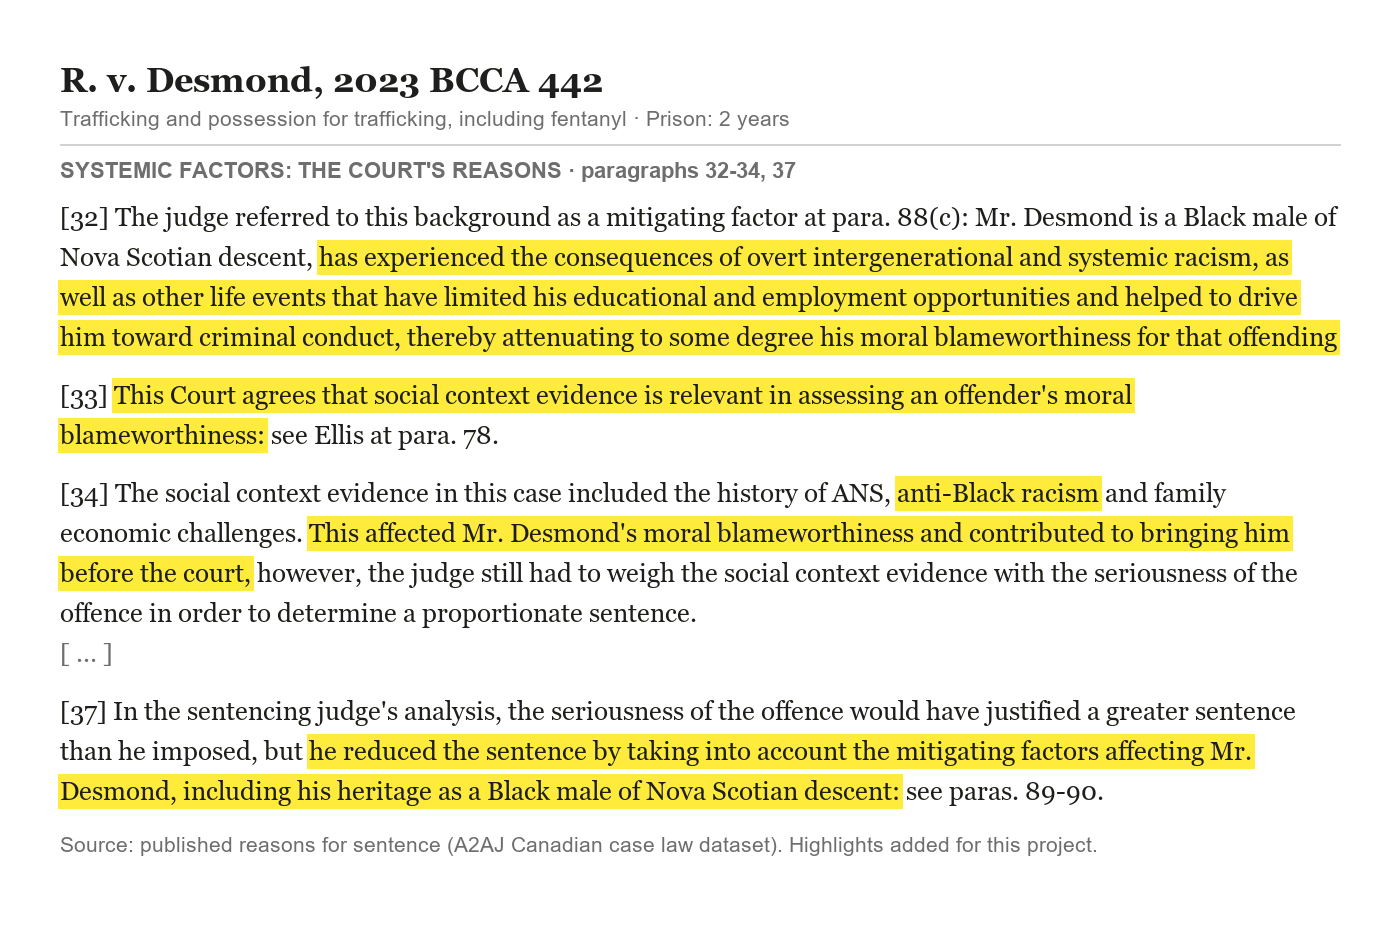 R. v. Desmond, 2023 BCCA 442
Trafficking and possession for trafficking, including fentanyl · Prison: 2 years
SYSTEMIC FACTORS: THE COURT'S REASONS · paragraphs 32-34, 37
[32] The judge referred to this background as a mitigating factor at para. 88(c): Mr. Desmond is a Black male of
Nova Scotian descent, has experienced the consequences of overt intergenerational and systemic racism, as
well as other life events that have limited his educational and employment opportunities and helped to drive
him toward criminal conduct, thereby attenuating to some degree his moral blameworthiness for that offending
[33] This Court agrees that social context evidence is relevant in assessing an offender's moral
blameworthiness: see Ellis at para. 78.
[34] The social context evidence in this case included the history of ANS, anti-Black racism and family
economic challenges. This affected Mr. Desmond's moral blameworthiness and contributed to bringing him
before the court, however, the judge still had to weigh the social context evidence with the seriousness of the
offence in order to determine a proportionate sentence.
[ ... ]
[37] In the sentencing judge's analysis, the seriousness of the offence would have justified a greater sentence
than he imposed, but he reduced the sentence by taking into account the mitigating factors affecting Mr.
Desmond, including his heritage as a Black male of Nova Scotian descent: see paras. 89-90.
Source: published reasons for sentence (A2AJ Canadian case law dataset). Highlights added for this project.